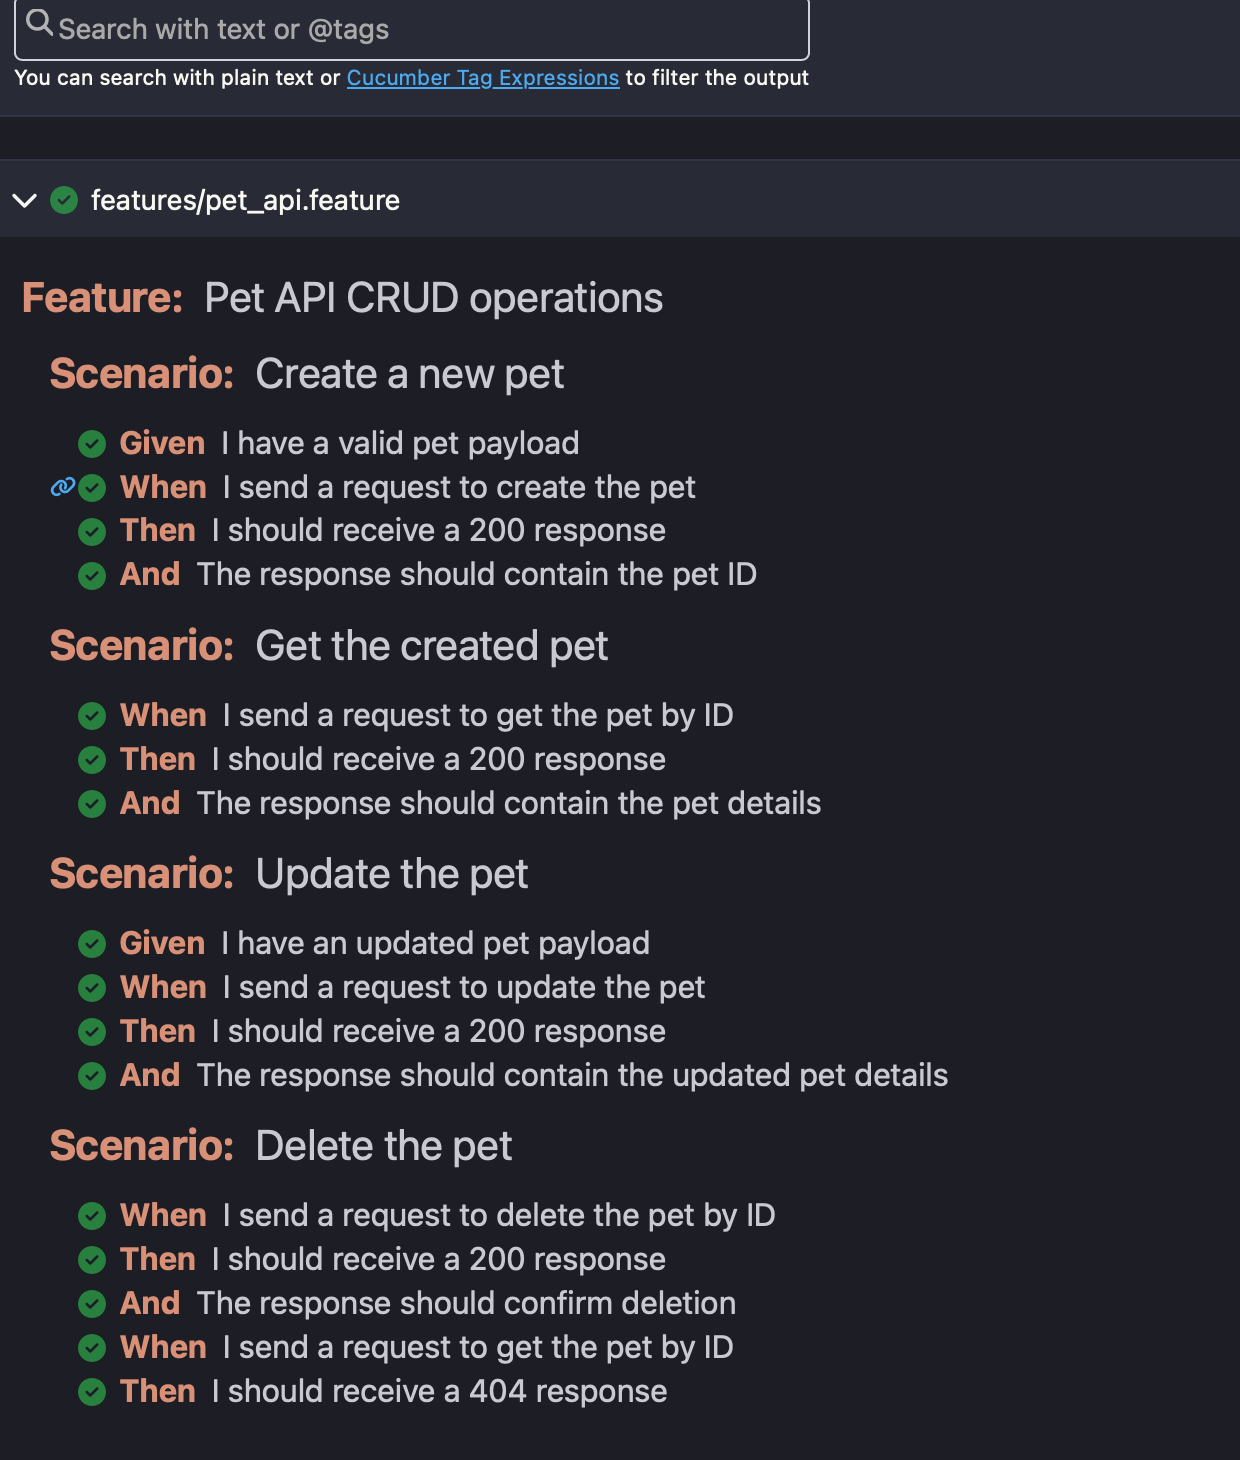 Search with text or @tags
You can search with plain text or Cucumber Tag Expressions to filter the output
features/pet_api.feature
Feature: Pet API CRUD operations
Scenario: Create a new pet
Given I have a valid pet payload
When I send a request to create the pet
Then I should receive a 200 response
And The response should contain the pet ID
Scenario: Get the created pet
When I send a request to get the pet by ID
Then I should receive a 200 response
And The response should contain the pet details
Scenario: Update the pet
Given I have an updated pet payload
When I send a request to update the pet
Then I should receive a 200 response
And The response should contain the updated pet details
Scenario: Delete the pet
When I send a request to delete the pet by ID
Then I should receive a 200 response
And The response should confirm deletion
When I send a request to get the pet by ID
Then I should receive a 404 response